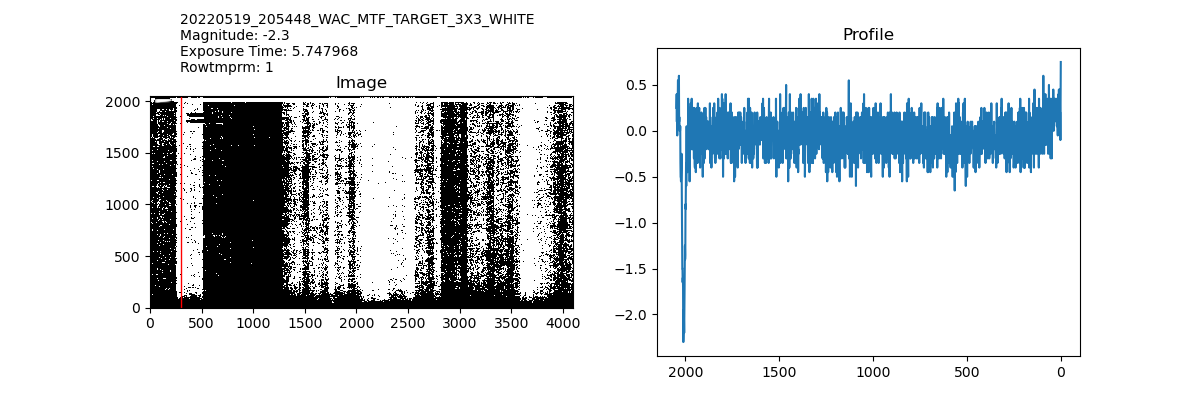 20220519_205448_WAC_MTF_TARGET_3X3_WHITE
Magnitude: -2.3
Exposure Time: 5.747968
Rowtmprm: 1
Image
2000
1500
1000
500
0
0 500 1000 1500 2000 2500 3000 3500 4000
Profile
0.5
0.0
−0.5
−1.0
−1.5
−2.0
2000 1500 1000 500 0